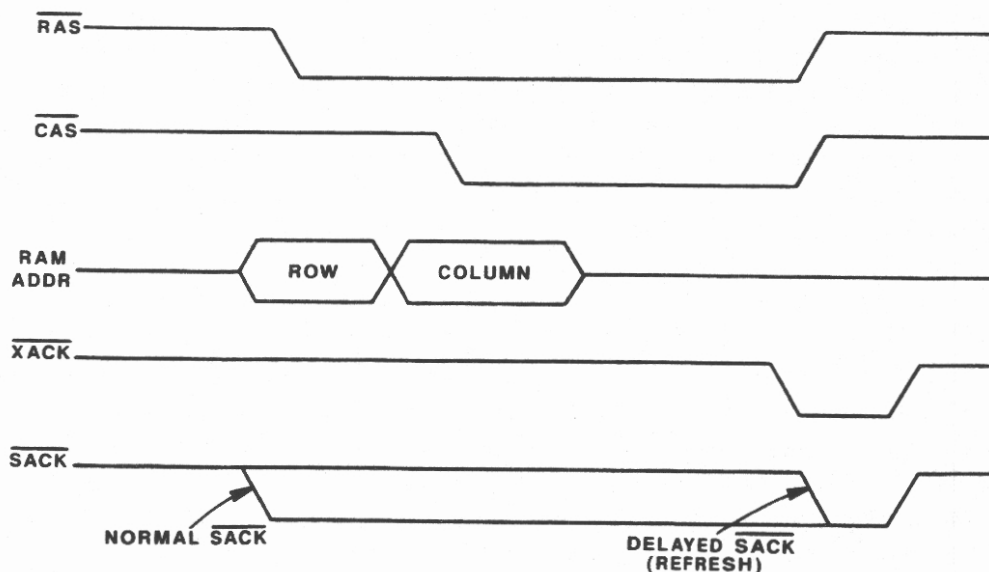 RAS
CAS
RAM
ADDR
ROW
COLUMN
XACK
SACK
NORMAL SACK
DELAYED SACK
(REFRESH)